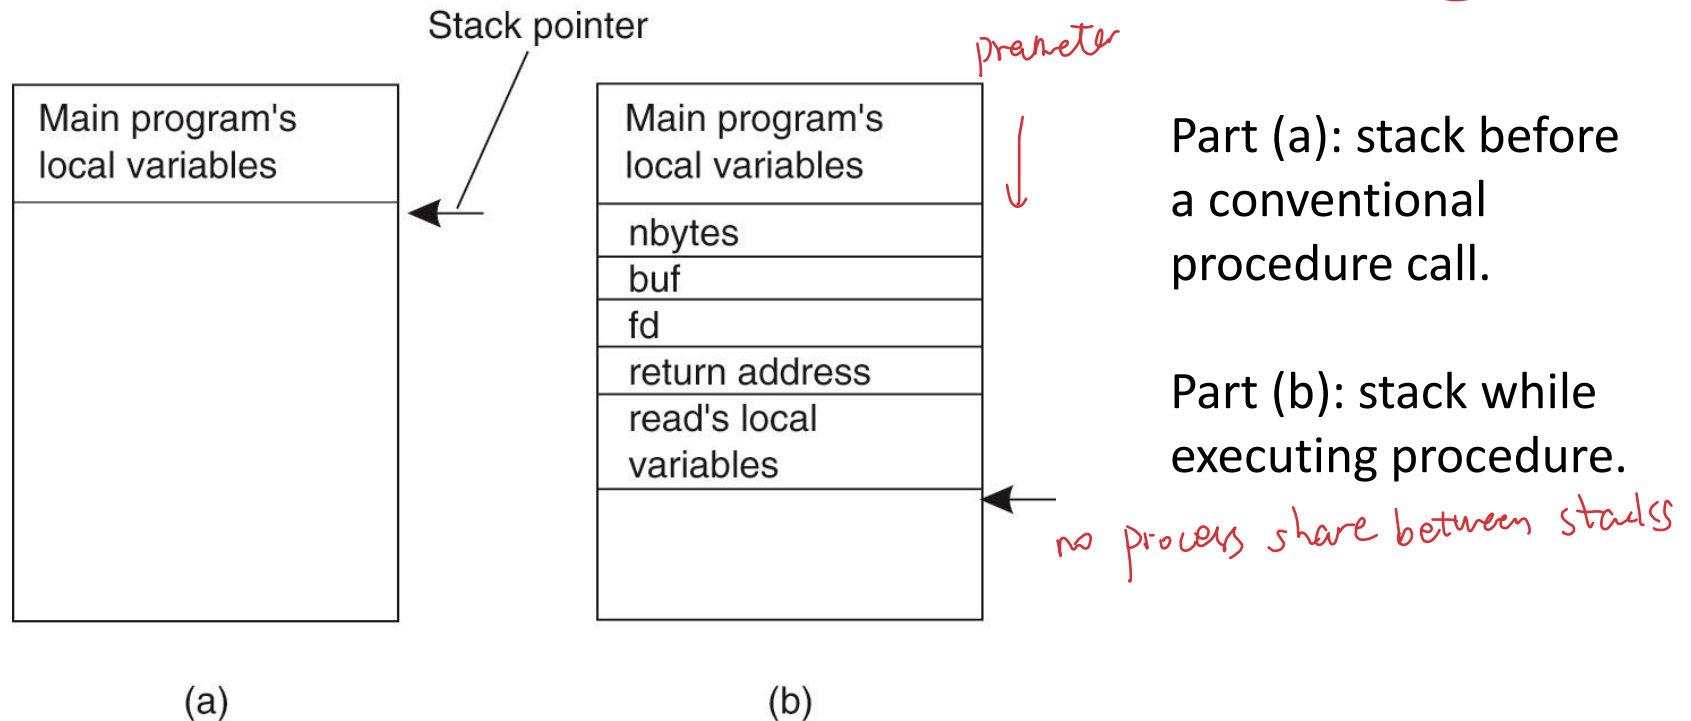 Stack pointer
prameter
Main program's
local variables
Main program's
local variables
nbytes
buf
fd
return address
read's local
variables
Part (a): stack before
a conventional
procedure call.
Part (b): stack while
executing procedure.
no process share between stacks
(a)
(b)